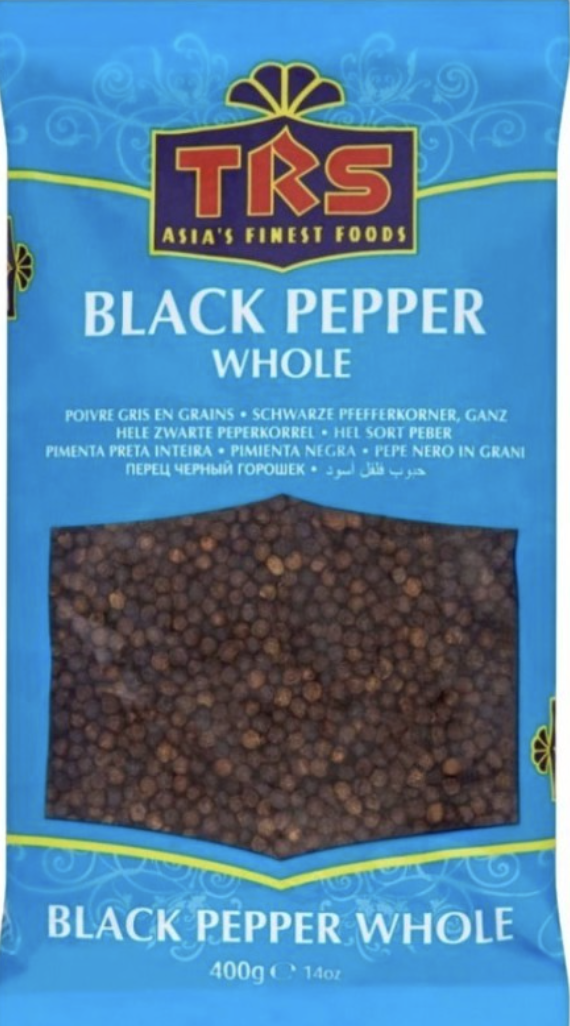 TRS
ASIA'S FINEST FOODS
BLACK PEPPER
WHOLE
POIVRE GRIS EN GRAINS • SCHWARZE PFEFFERKORNER, GANZ
HELE ZWARTE PEPERKORREL • HEL SORT PEBER
PIMENTA PRETA INTEIRA • PIMIENTA NEGRA • PEPE NERO IN GRANI
ПЕРЕЦ ЧЕРНЫЙ ГОРОШЕК • حبوب فلفل أسود
BLACK PEPPER WHOLE
400g ℮ 14oz